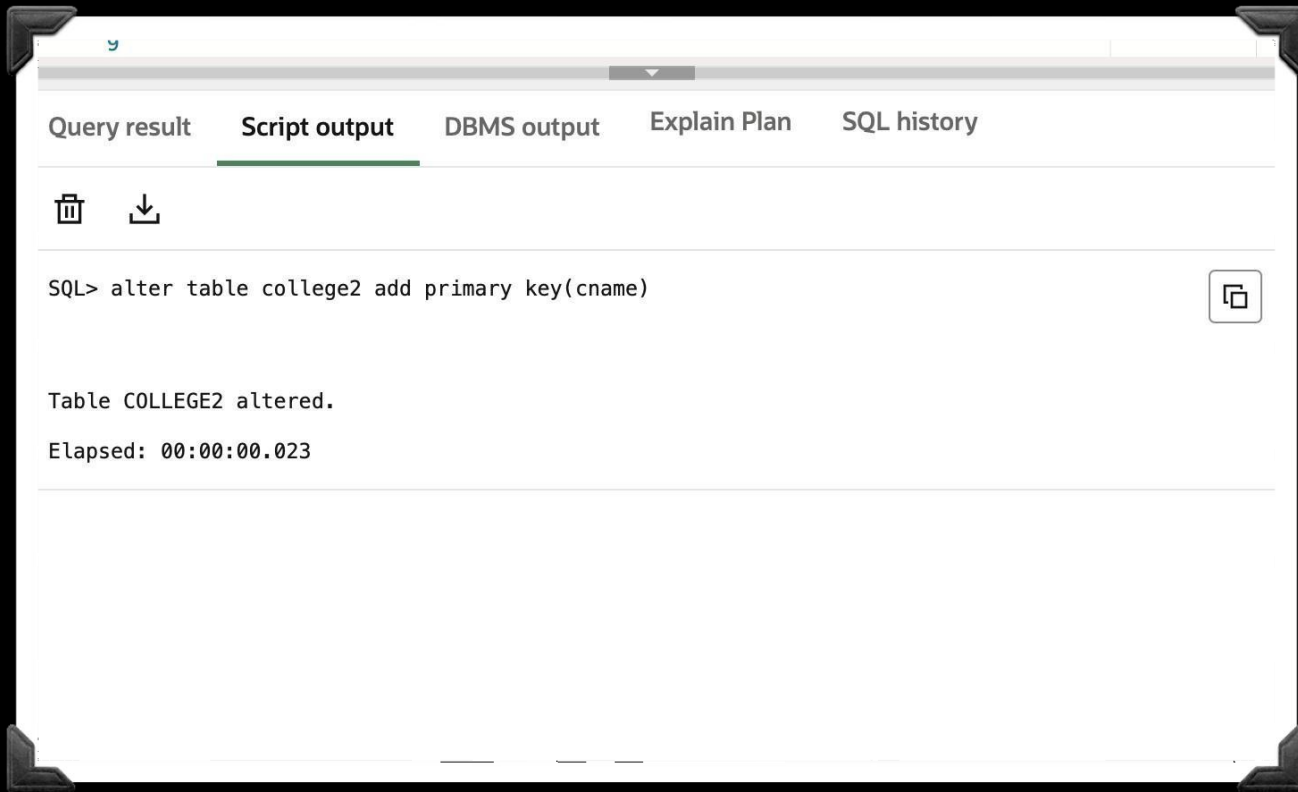 9
Query result Script output DBMS output Explain Plan SQL history
SQL> alter table college2 add primary key(cname)
Table COLLEGE2 altered.
Elapsed: 00:00:00.023